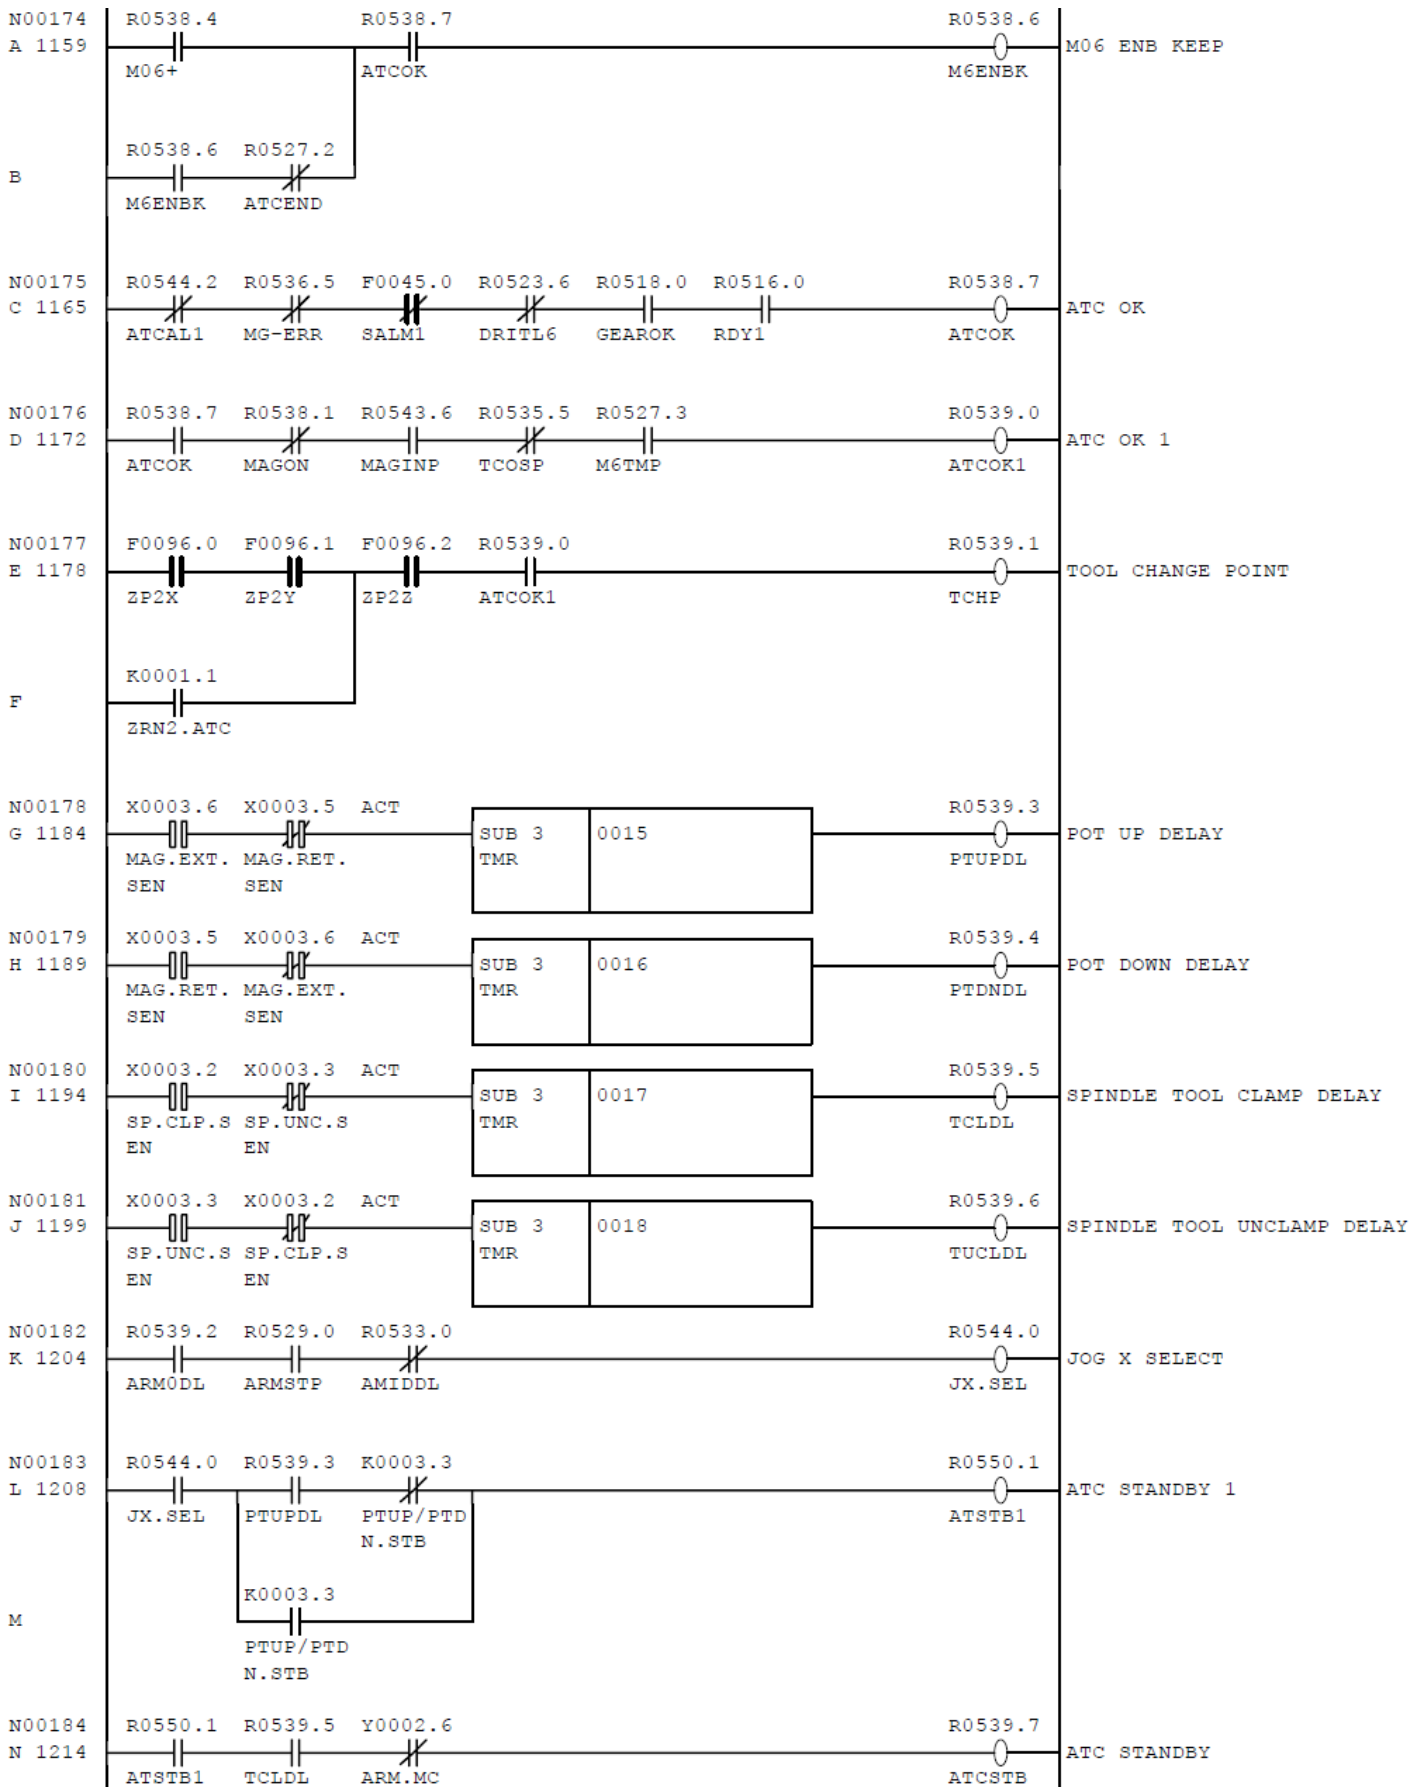 N00174 R0538.4 R0538.7 R0538.6
A 1159 M06 ENB KEEP
M06+ ATCOK M6ENBK
R0538.6 R0527.2
B
M6ENBK ATCEND
N00175 R0544.2 R0536.5 F0045.0 R0523.6 R0518.0 R0516.0 R0538.7
C 1165 ATC OK
ATCAL1 MG-ERR SALM1 DRITL6 GEAROK RDY1 ATCOK
N00176 R0538.7 R0538.1 R0543.6 R0535.5 R0527.3 R0539.0
D 1172 ATC OK 1
ATCOK MAGON MAGINP TCOSP M6TMP ATCOK1
N00177 F0096.0 F0096.1 F0096.2 R0539.0 R0539.1
E 1178 TOOL CHANGE POINT
ZP2X ZP2Y ZP2Z ATCOK1 TCHP
K0001.1
F
ZRN2.ATC
N00178 X0003.6 X0003.5 ACT R0539.3
G 1184 SUB 3 0015 POT UP DELAY
MAG.EXT. MAG.RET. TMR PTUPDL
SEN SEN
N00179 X0003.5 X0003.6 ACT R0539.4
H 1189 SUB 3 0016 POT DOWN DELAY
MAG.RET. MAG.EXT. TMR PTDNDL
SEN SEN
N00180 X0003.2 X0003.3 ACT R0539.5
I 1194 SUB 3 0017 SPINDLE TOOL CLAMP DELAY
SP.CLP.S SP.UNC.S TMR TCLDL
EN EN
N00181 X0003.3 X0003.2 ACT R0539.6
J 1199 SUB 3 0018 SPINDLE TOOL UNCLAMP DELAY
SP.UNC.S SP.CLP.S TMR TUCLDL
EN EN
N00182 R0539.2 R0529.0 R0533.0 R0544.0
K 1204 JOG X SELECT
ARM0DL ARMSTP AMIDDL JX.SEL
N00183 R0544.0 R0539.3 K0003.3 R0550.1
L 1208 ATC STANDBY 1
JX.SEL PTUPDL PTUP/PTD ATSTB1
N.STB
K0003.3
M
PTUP/PTD
N.STB
N00184 R0550.1 R0539.5 Y0002.6 R0539.7
N 1214 ATC STANDBY
ATSTB1 TCLDL ARM.MC ATCSTB